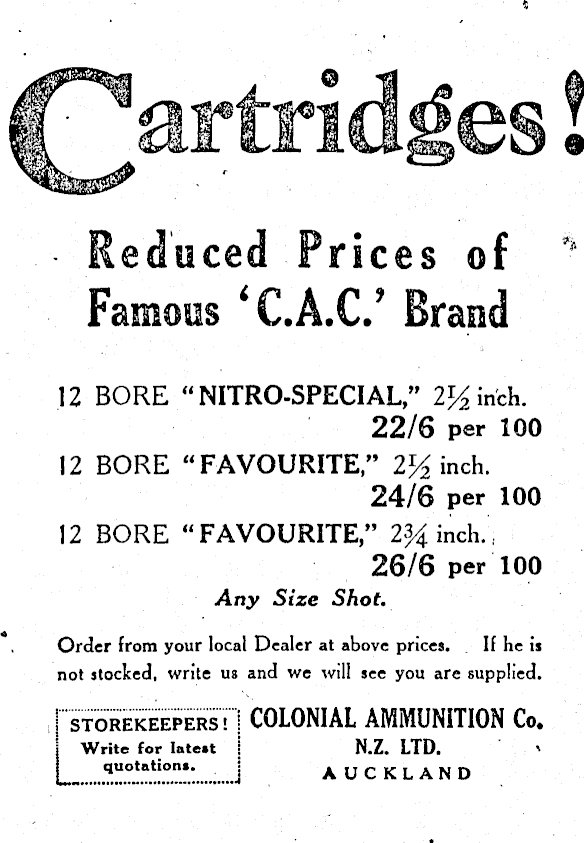 Cartridges!
Reduced Prices of
Famous 'C.A.C.' Brand
12 BORE "NITRO-SPECIAL," 2½ inch.
22/6 per 100
12 BORE "FAVOURITE," 2½ inch.
24/6 per 100
12 BORE "FAVOURITE," 2¾ inch.
26/6 per 100
Any Size Shot.
Order from your local Dealer at above prices. If he is
not stocked, write us and we will see you are supplied.
STOREKEEPERS!
Write for latest
quotations.
COLONIAL AMMUNITION Co.
N.Z. LTD.
AUCKLAND